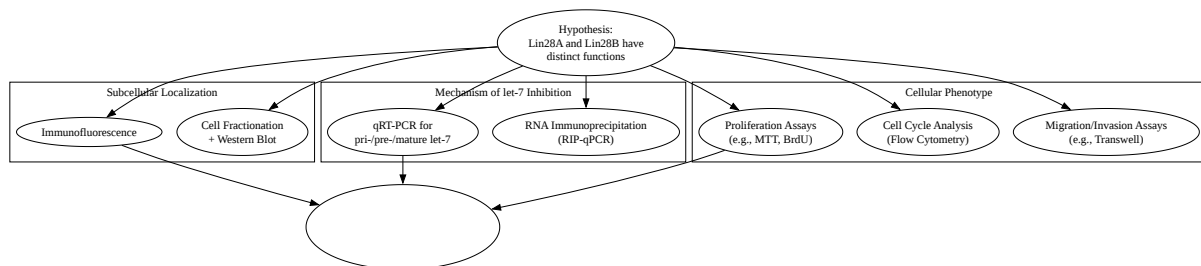 Hypothesis:
Lin28A and Lin28B have
distinct functions
Subcellular Localization
Mechanism of let-7 Inhibition
Cellular Phenotype
Immunofluorescence
Cell Fractionation
+ Western Blot
qRT-PCR for
pri-/pre-/mature let-7
RNA Immunoprecipitation
(RIP-qPCR)
Proliferation Assays
(e.g., MTT, BrdU)
Cell Cycle Analysis
(Flow Cytometry)
Migration/Invasion Assays
(e.g., Transwell)